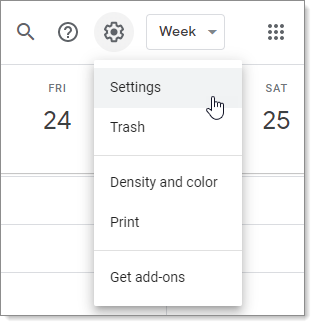 Week
FRI
SAT
24
25
Settings
Trash
Density and color
Print
Get add-ons